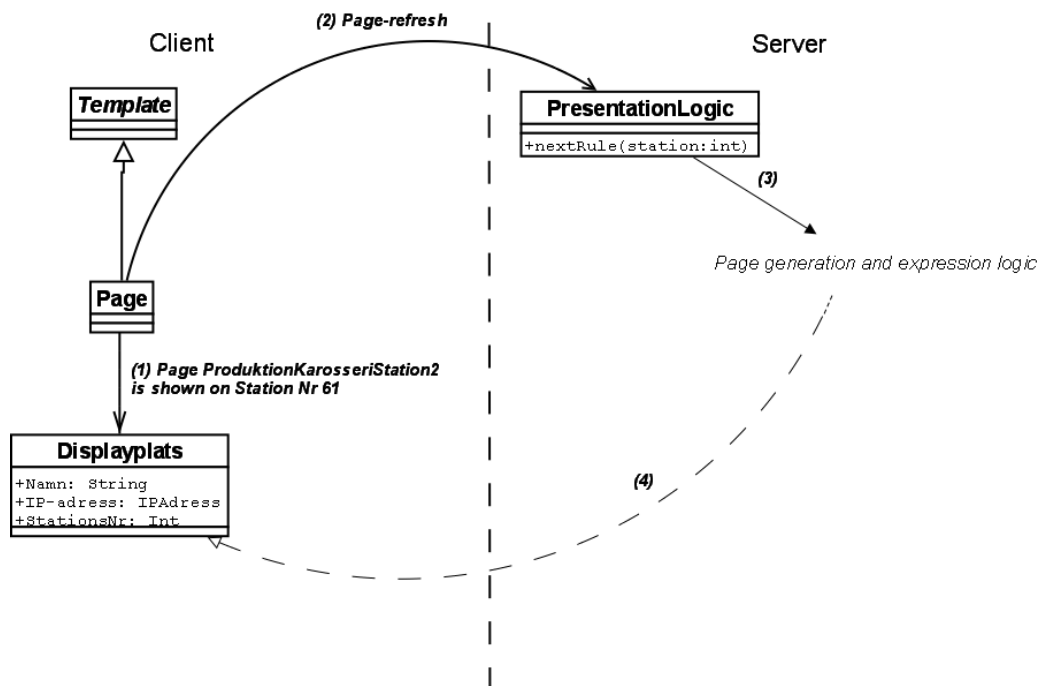 (2) Page-refresh
Client
Server
Template
PresentationLogic
+nextRule(station:int)
(3)
Page generation and expression logic
Page
(1) Page ProduktionKarosseriStation2
is shown on Station Nr 61
Displayplats
+Namn: String
+IP-adress: IPAdress
+StationsNr: Int
(4)